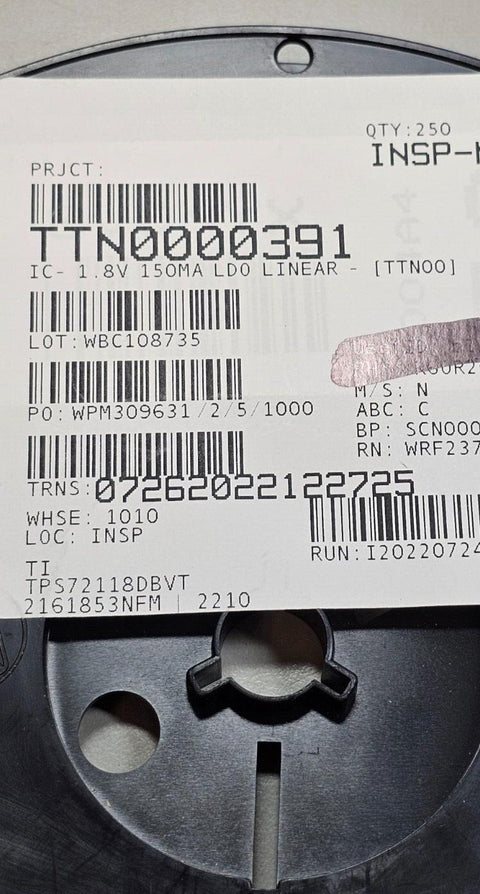 QTY:250
INSP-
PRJCT:
TTN0000391
IC- 1.8V 150MA LDO LINEAR - [TTN00]
LOT:WBC108735
PO:WPM309631/2/5/1000
M/S: N
ABC: C
BP: SCN000
RN: WRF237
TRNS:07262022122725
WHSE: 1010
LOC: INSP
RUN:I20220724
TI
TPS72118DBVT
2161853NFM | 2210